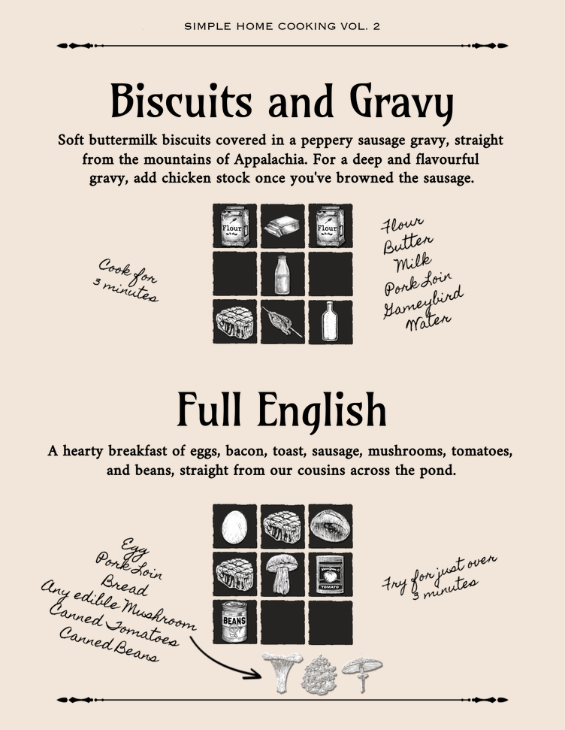 SIMPLE HOME COOKING VOL. 2
Biscuits and Gravy
Soft buttermilk biscuits covered in a peppery sausage gravy, straight
from the mountains of Appalachia. For a deep and flavourful
gravy, add chicken stock once you've browned the sausage.
Cook for
3 minutes
Flour
Flour
Flour
Butter
Milk
Pork Loin
Gameybird
Water
Full English
A hearty breakfast of eggs, bacon, toast, sausage, mushrooms, tomatoes,
and beans, straight from our cousins across the pond.
Egg
Pork Loin
Bread
Any edible Mushroom
Canned Tomatoes
Canned Beans
TOMATO
BEANS
Fry for just over
3 minutes